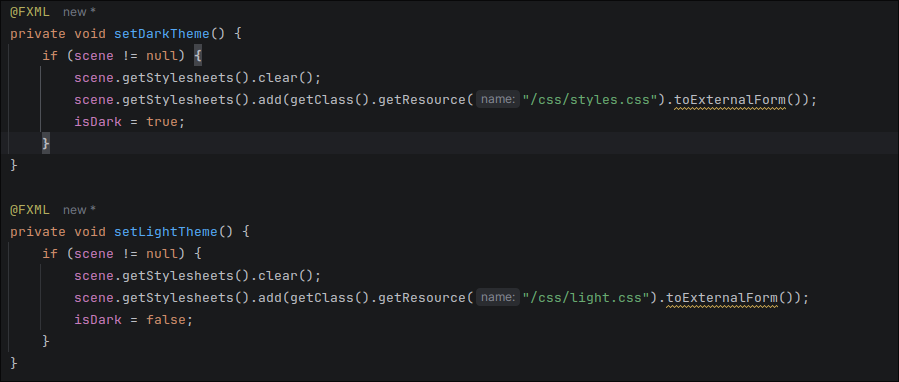 @FXML new *
private void setDarkTheme() {
    if (scene != null) {
        scene.getStylesheets().clear();
        scene.getStylesheets().add(getClass().getResource( name: "/css/styles.css").toExternalForm());
        isDark = true;
    }
}

@FXML new *
private void setLightTheme() {
    if (scene != null) {
        scene.getStylesheets().clear();
        scene.getStylesheets().add(getClass().getResource( name: "/css/light.css").toExternalForm());
        isDark = false;
    }
}